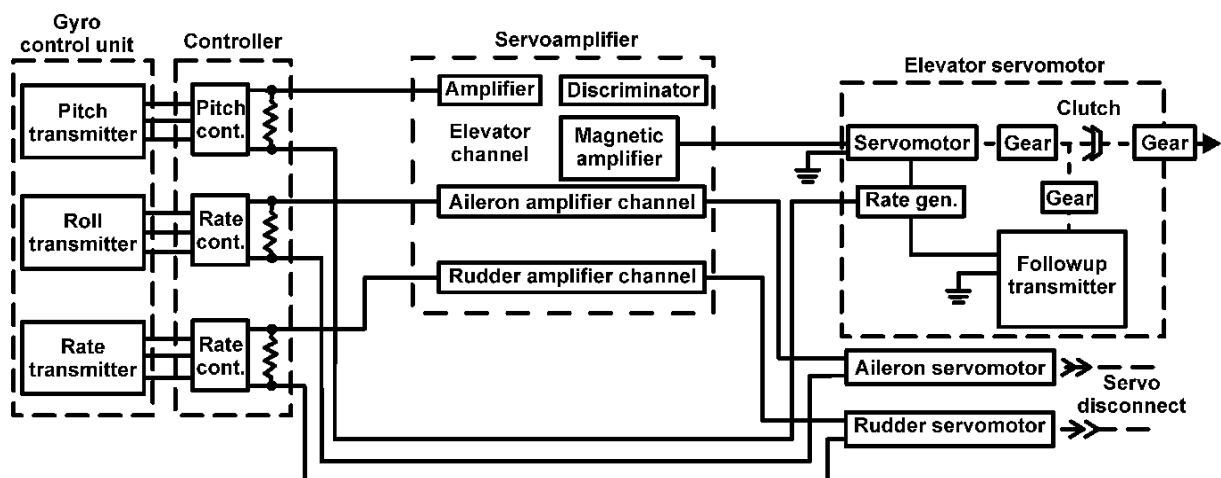 Gyro
control unit
Controller
Servoamplifier
Elevator servomotor
Pitch
transmitter
Pitch
cont.
Amplifier
Discriminator
Elevator
channel
Magnetic
amplifier
Clutch
Servomotor
Gear
Gear
Rate gen.
Gear
Followup
transmitter
Roll
transmitter
Rate
cont.
Aileron amplifier channel
Rudder amplifier channel
Rate
transmitter
Rate
cont.
Aileron servomotor
Servo
disconnect
Rudder servomotor